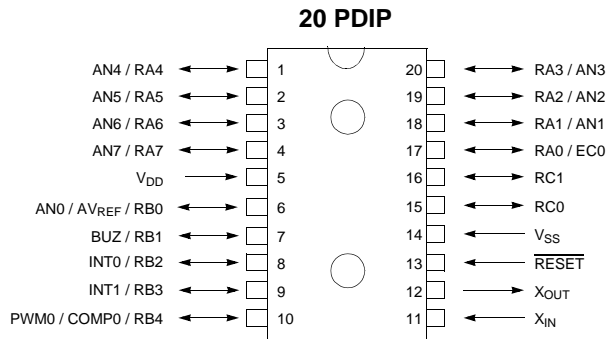 20 PDIP
AN4 / RA4 1 20 RA3 / AN3
AN5 / RA5 2 19 RA2 / AN2
AN6 / RA6 3 18 RA1 / AN1
AN7 / RA7 4 17 RA0 / EC0
VDD 5 16 RC1
AN0 / AVREF / RB0 6 15 RC0
BUZ / RB1 7 14 VSS
INT0 / RB2 8 13 RESET
INT1 / RB3 9 12 XOUT
PWM0 / COMP0 / RB4 10 11 XIN